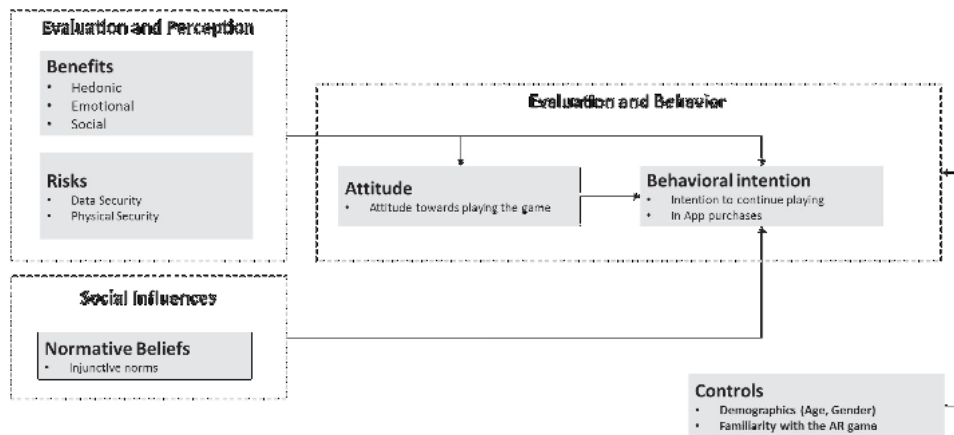 Evaluation and Perception
Benefits
• Hedonic
• Emotional
• Social
Risks
• Data Security
• Physical Security
Evaluation and Behavior
Attitude
• Attitude towards playing the game
Behavioral intention
• Intention to continue playing
• In App purchases
Social Influences
Normative Beliefs
• Injunctive norms
Controls
• Demographics (Age, Gender)
• Familiarity with the AR game